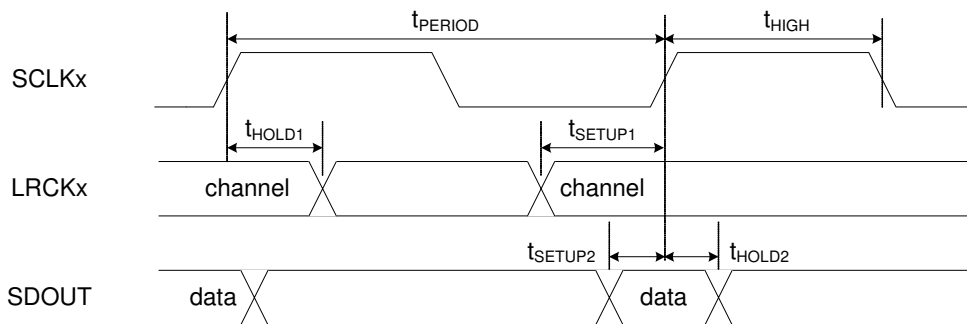 tPERIOD tHIGH
SCLKx
tHOLD1 tSETUP1
LRCKx channel channel
tSETUP2 tHOLD2
SDOUT data data